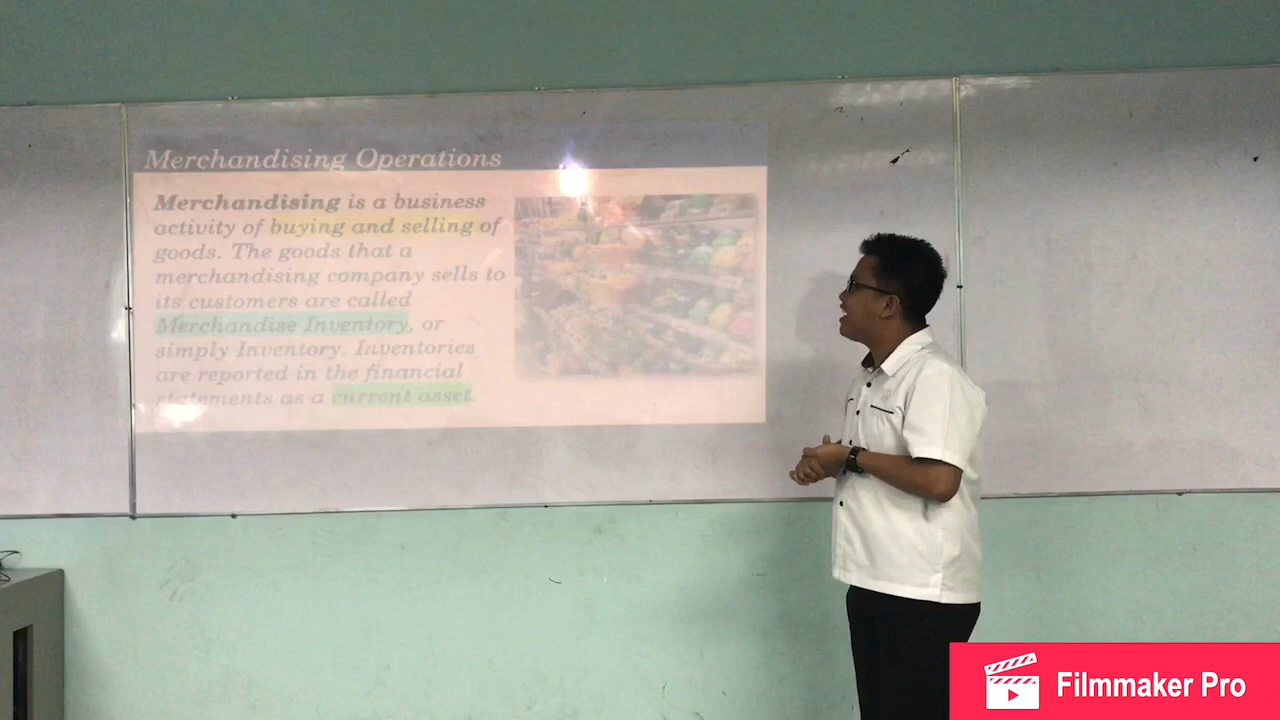 Merchandising Operations
Merchandising is a business
activity of buying and selling of
goods. The goods that a
merchandising company sells to
its customers are called
Merchandise Inventory, or
simply Inventory. Inventories
are reported in the financial
statements as a current asset.
Filmmaker Pro